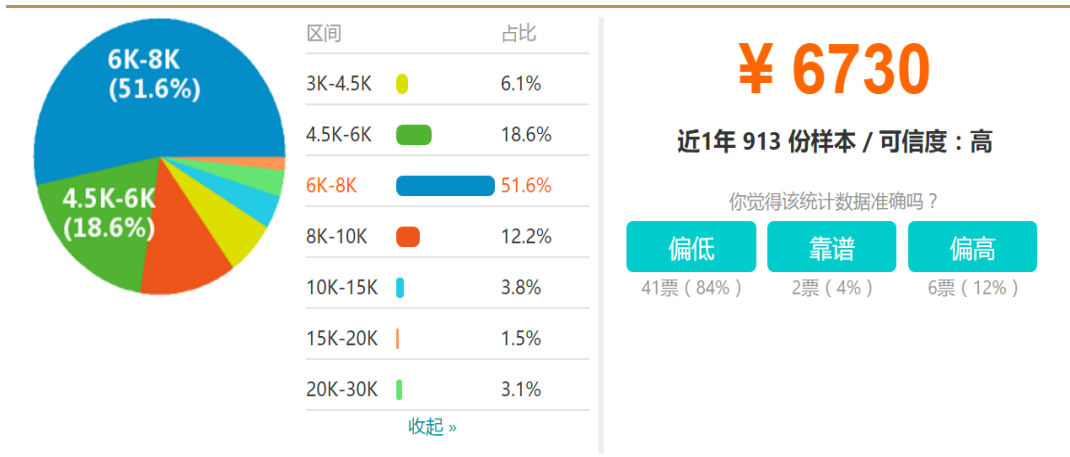 6K-8K
(51.6%)
4.5K-6K
(18.6%)
区间 占比
3K-4.5K 6.1%
4.5K-6K 18.6%
6K-8K 51.6%
8K-10K 12.2%
10K-15K 3.8%
15K-20K 1.5%
20K-30K 3.1%
收起 »
¥ 6730
近1年 913 份样本 / 可信度：高
你觉得该统计数据准确吗？
偏低 靠谱 偏高
41票（84%） 2票（4%） 6票（12%）